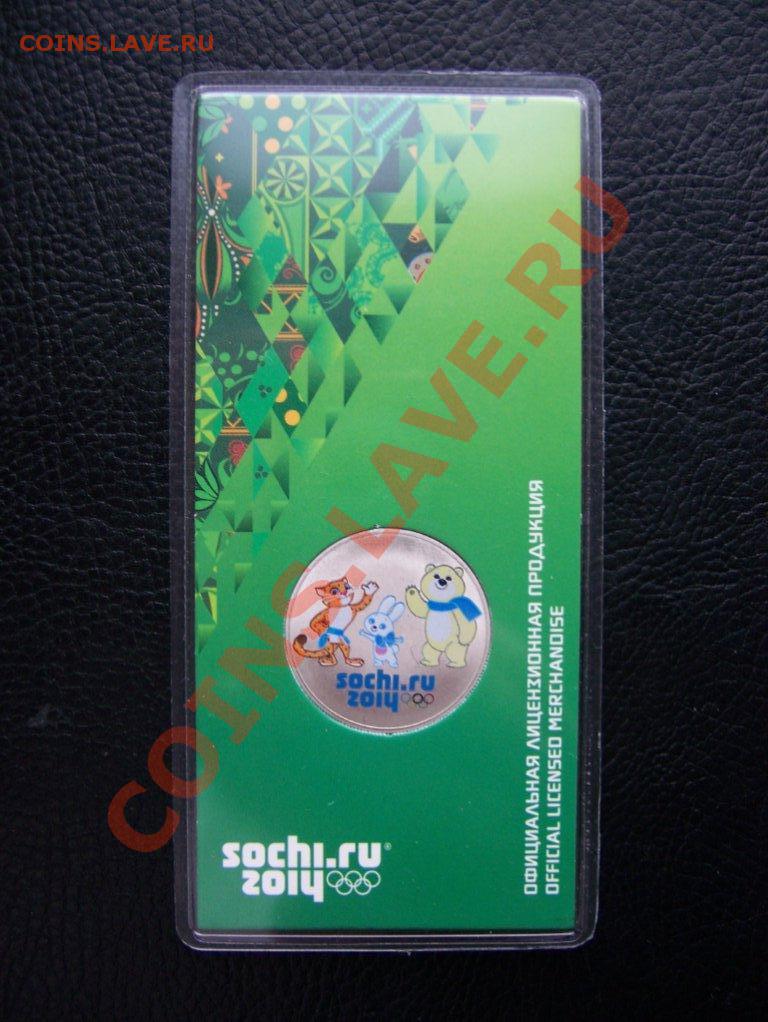 COINS.LAVE.RU
COINS.LAVE.RU
sochi.ru
2014
sochi.ru®
2014
ОФИЦИАЛЬНАЯ ЛИЦЕНЗИОННАЯ ПРОДУКЦИЯ
OFFICIAL LICENSED MERCHANDISE